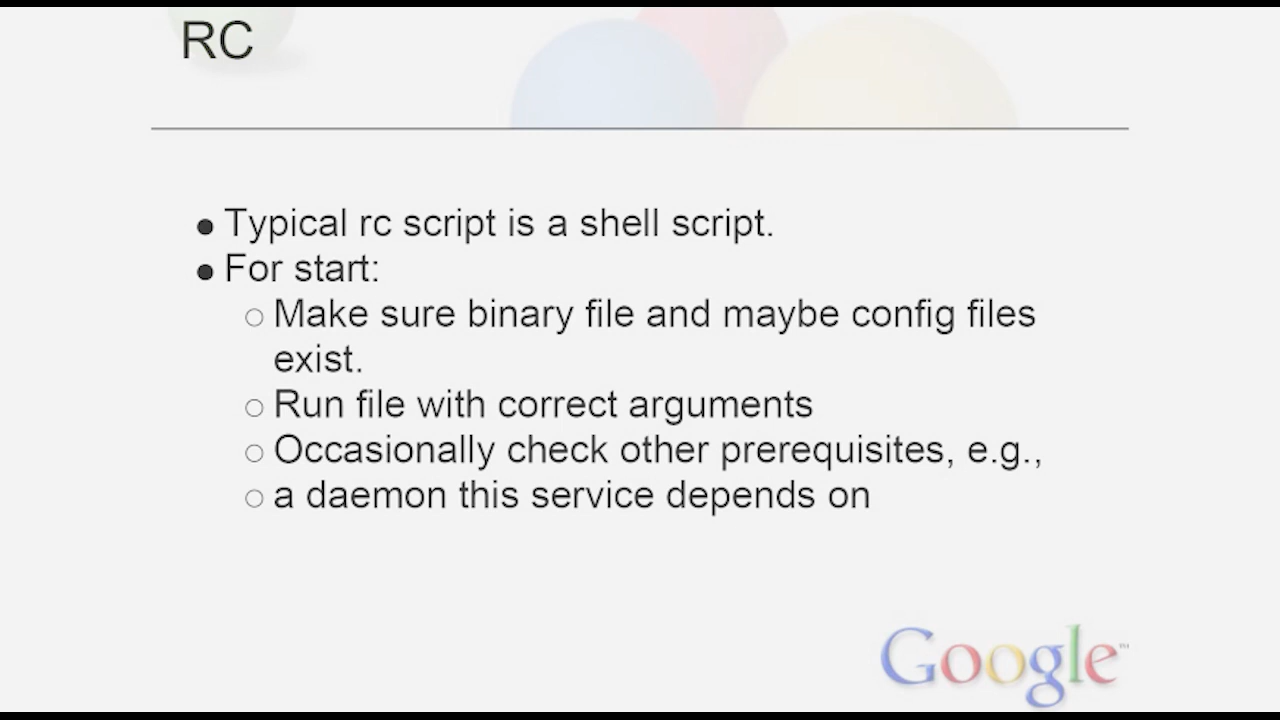 RC
● Typical rc script is a shell script.
● For start:
○ Make sure binary file and maybe config files
exist.
○ Run file with correct arguments
○ Occasionally check other prerequisites, e.g.,
○ a daemon this service depends on
Google™